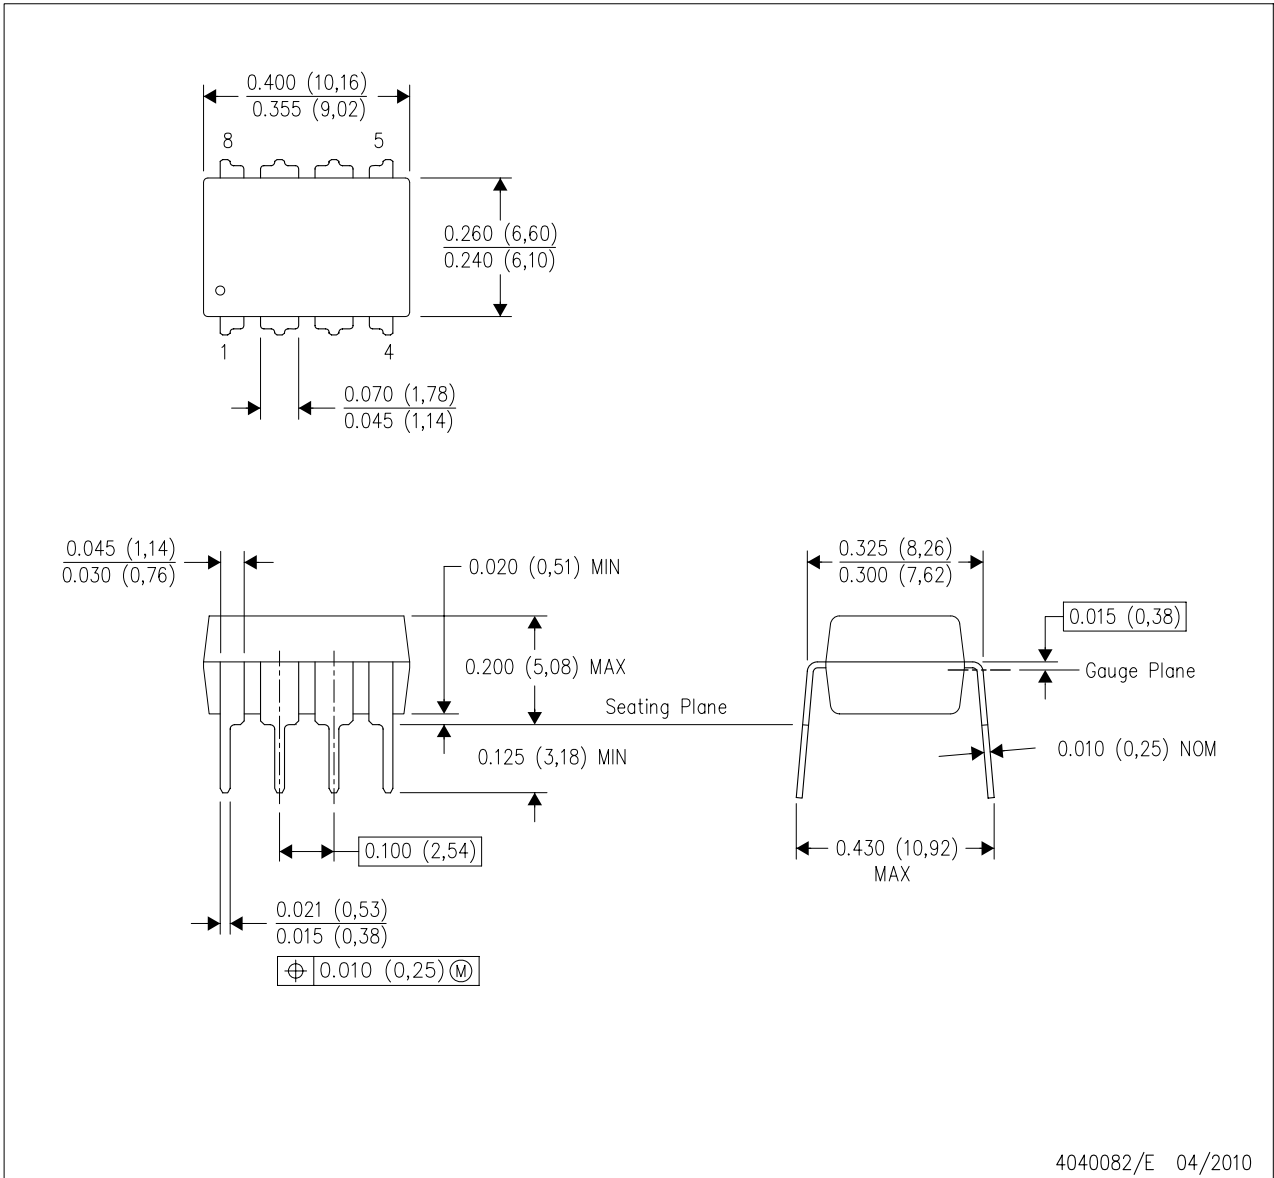 0.400 (10,16)
0.355 (9,02)
8
5
0.260 (6,60)
0.240 (6,10)
1
4
0.070 (1,78)
0.045 (1,14)
0.045 (1,14)
0.030 (0,76)
0.020 (0,51) MIN
0.325 (8,26)
0.300 (7,62)
0.015 (0,38)
0.200 (5,08) MAX
Gauge Plane
Seating Plane
0.125 (3,18) MIN
0.010 (0,25) NOM
0.100 (2,54)
0.430 (10,92)
MAX
0.021 (0,53)
0.015 (0,38)
⌖ 0.010 (0,25) Ⓜ
4040082/E 04/2010